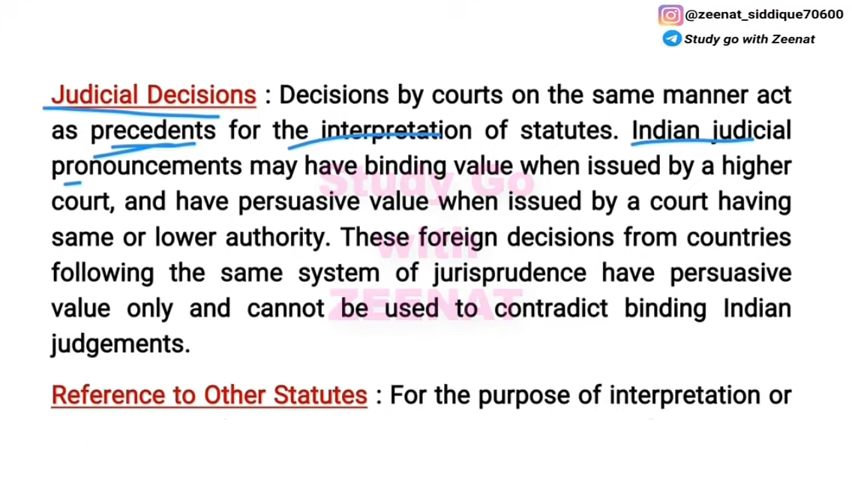 @zeenat_siddique70600
Study go with Zeenat
Judicial Decisions : Decisions by courts on the same manner act
as precedents for the interpretation of statutes. Indian judicial
pronouncements may have binding value when issued by a higher
court, and have persuasive value when issued by a court having
same or lower authority. These foreign decisions from countries
following the same system of jurisprudence have persuasive
value only and cannot be used to contradict binding Indian
judgements.
Reference to Other Statutes : For the purpose of interpretation or
Study Go
with
ZEENAT